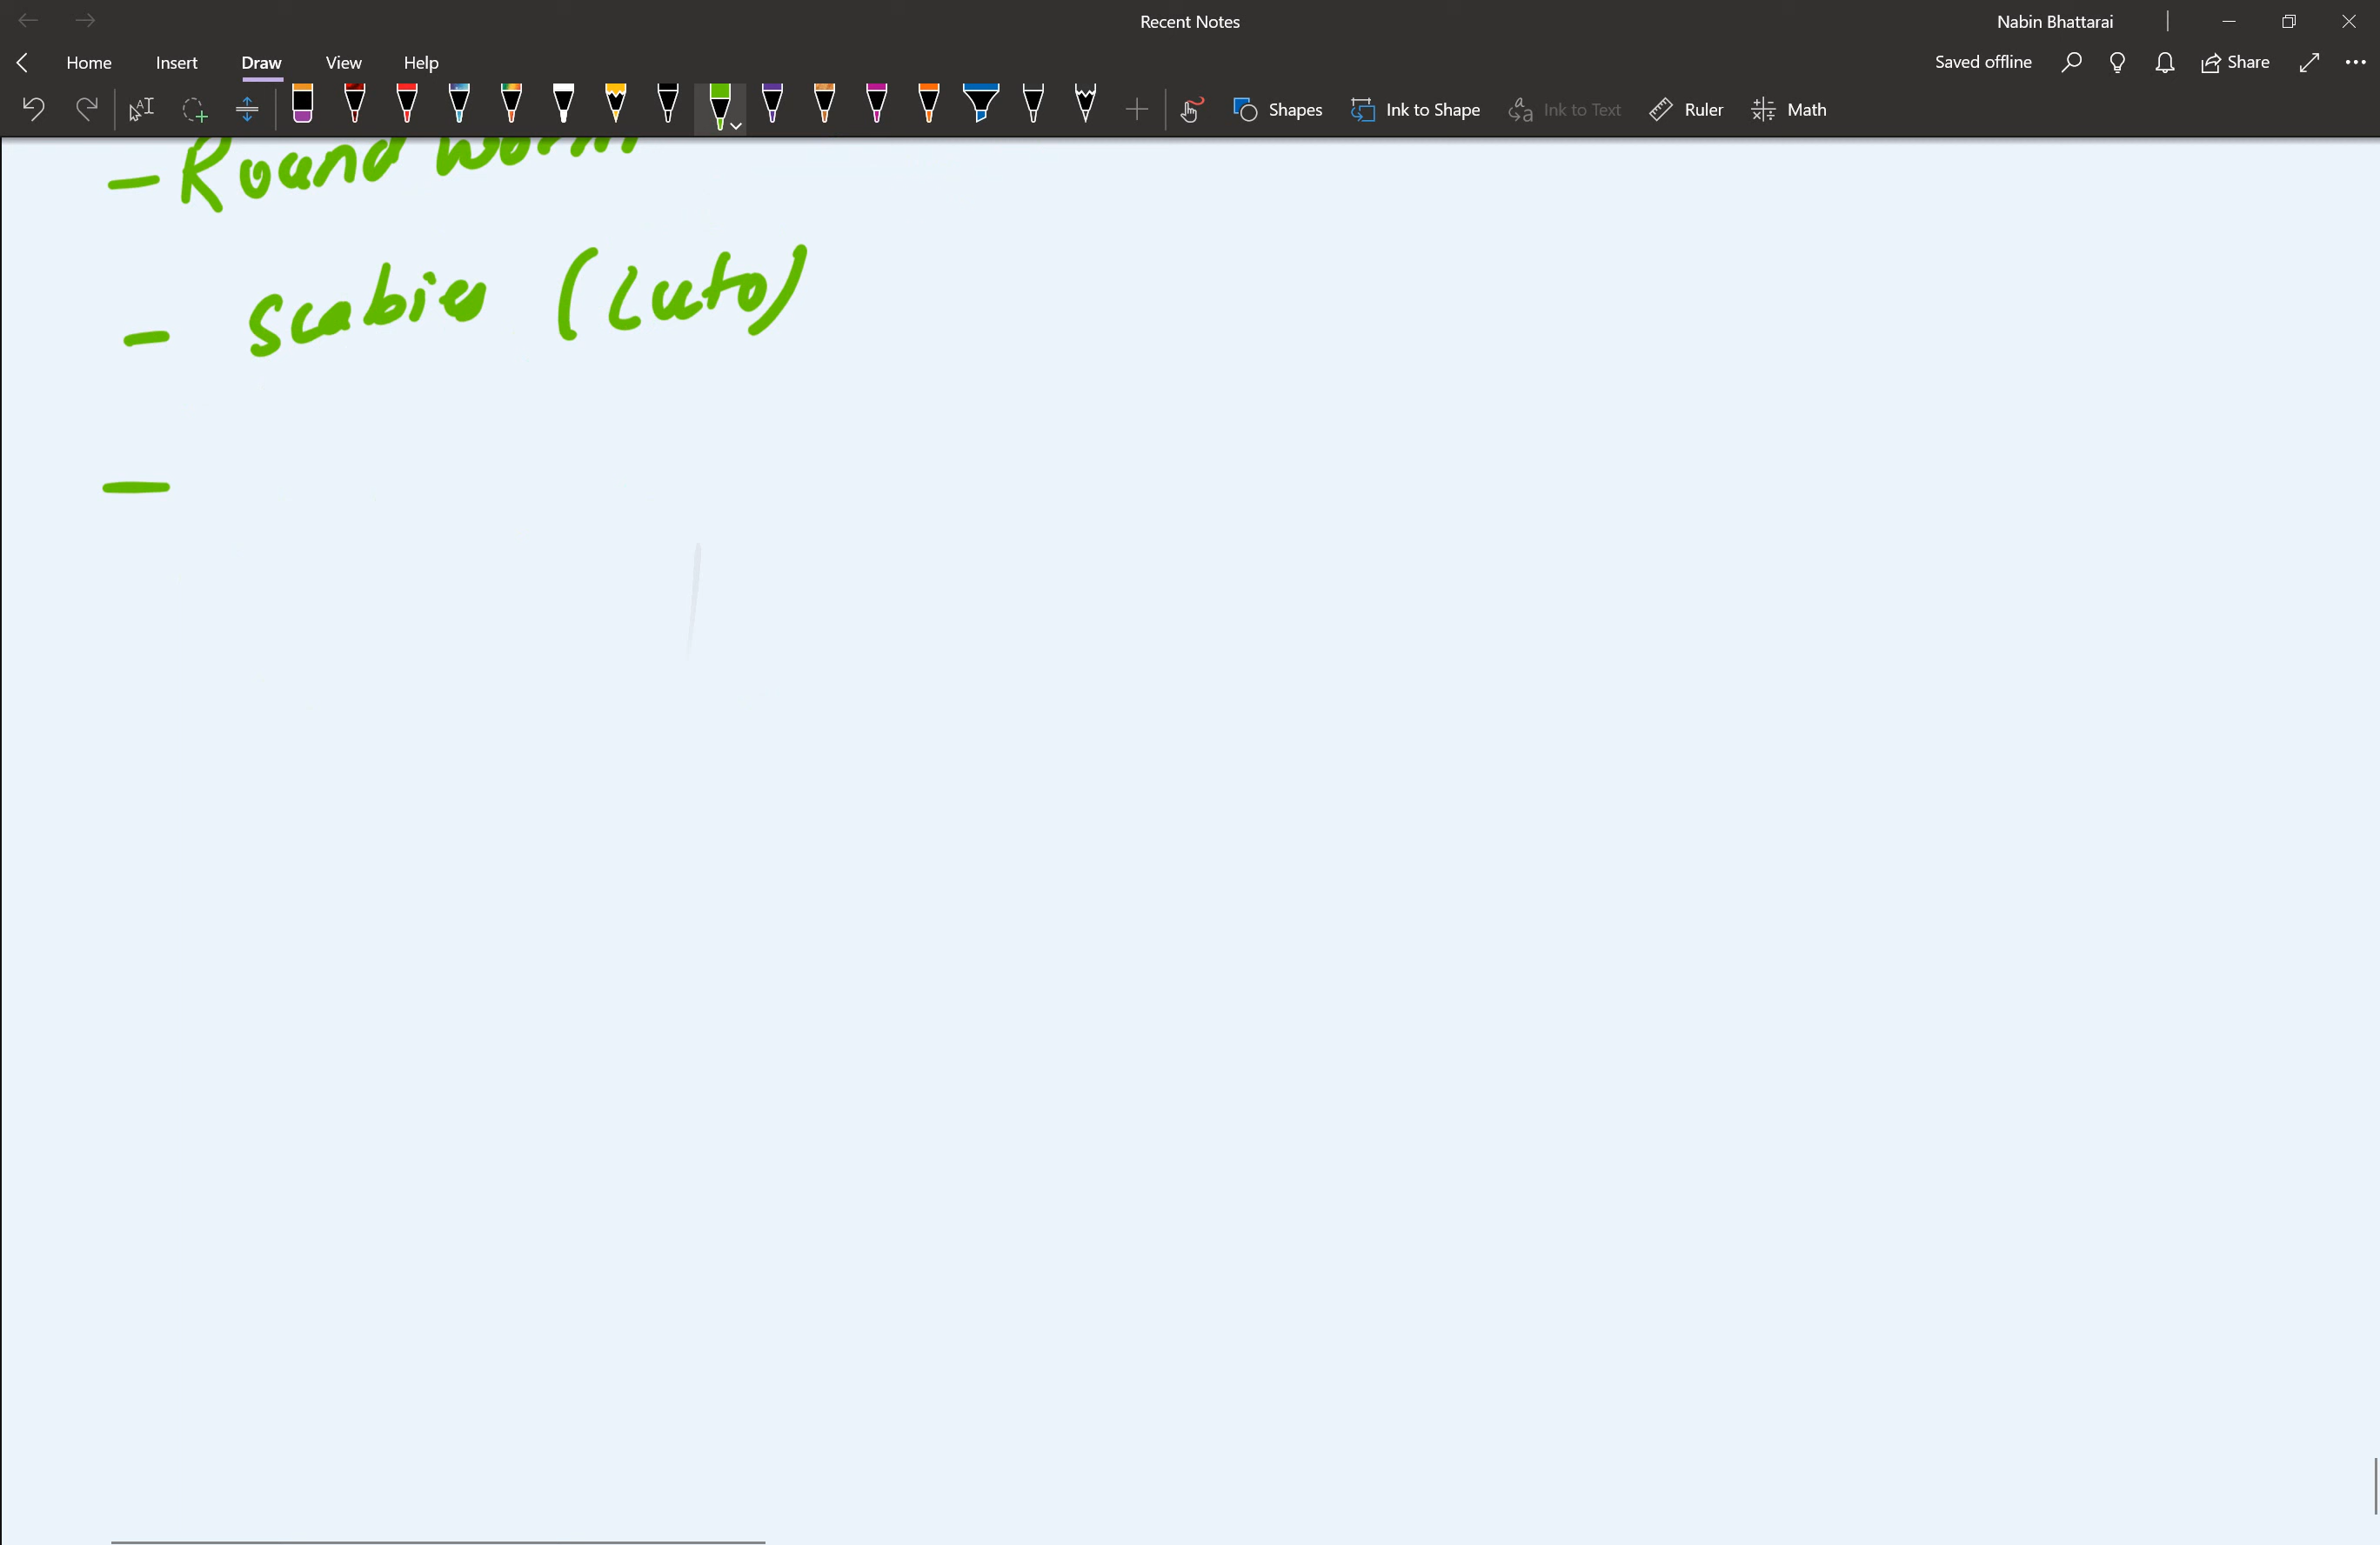 Recent Notes
Nabin Bhattarai
Home Insert Draw View Help
Saved offline
Share
Shapes Ink to Shape Ink to Text Ruler Math
- Round worm
- scabies (Luto)
-